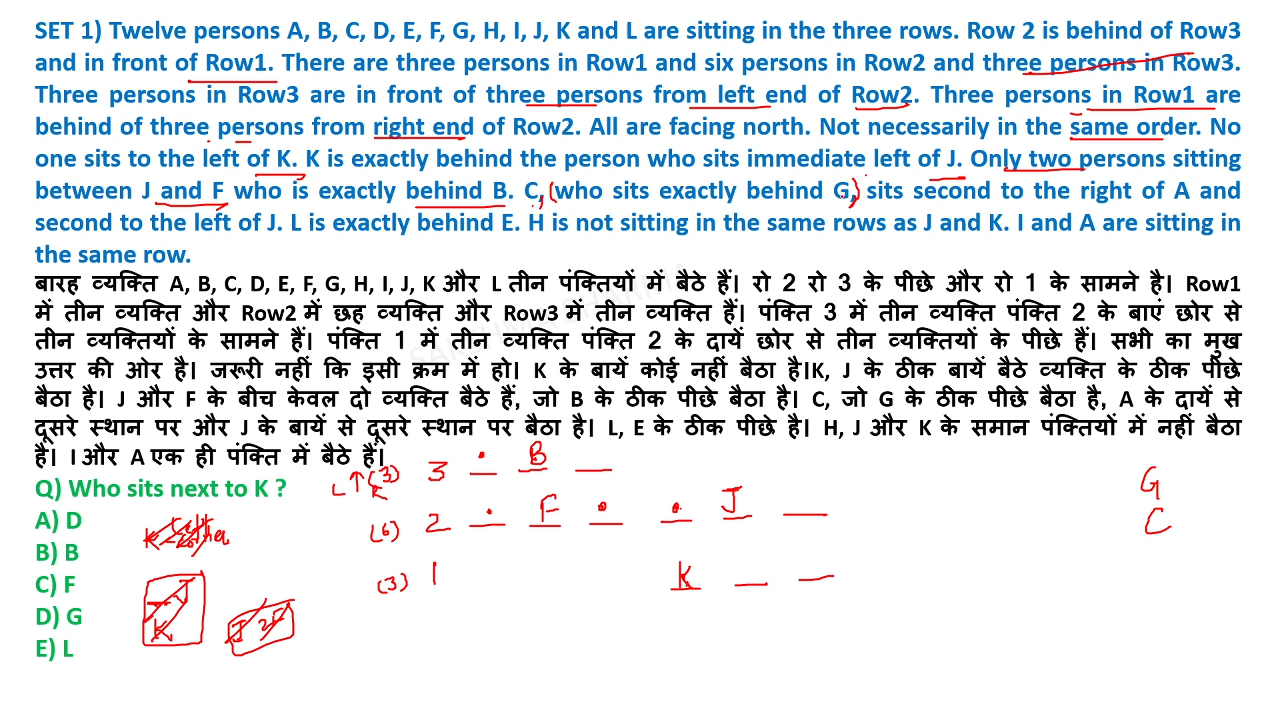 SET 1) Twelve persons A, B, C, D, E, F, G, H, I, J, K and L are sitting in the three rows. Row 2 is behind of Row3
and in front of Row1. There are three persons in Row1 and six persons in Row2 and three persons in Row3.
Three persons in Row3 are in front of three persons from left end of Row2. Three persons in Row1 are
behind of three persons from right end of Row2. All are facing north. Not necessarily in the same order. No
one sits to the left of K. K is exactly behind the person who sits immediate left of J. Only two persons sitting
between J and F who is exactly behind B. C, (who sits exactly behind G,) sits second to the right of A and
second to the left of J. L is exactly behind E. H is not sitting in the same rows as J and K. I and A are sitting in
the same row.
बारह व्यक्ति A, B, C, D, E, F, G, H, I, J, K और L तीन पंक्तियों में बैठे हैं। रो 2 रो 3 के पीछे और रो 1 के सामने है। Row1
में तीन व्यक्ति और Row2 में छह व्यक्ति और Row3 में तीन व्यक्ति हैं। पंक्ति 3 में तीन व्यक्ति पंक्ति 2 के बाएं छोर से
तीन व्यक्तियों के सामने हैं। पंक्ति 1 में तीन व्यक्ति पंक्ति 2 के दायें छोर से तीन व्यक्तियों के पीछे हैं। सभी का मुख
उत्तर की ओर है। जरूरी नहीं कि इसी क्रम में हो। K के बायें कोई नहीं बैठा है।K, J के ठीक बायें बैठे व्यक्ति के ठीक पीछे
बैठा है। J और F के बीच केवल दो व्यक्ति बैठे हैं, जो B के ठीक पीछे बैठा है। C, जो G के ठीक पीछे बैठा है, A के दायें से
दूसरे स्थान पर और J के बायें से दूसरे स्थान पर बैठा है। L, E के ठीक पीछे है। H, J और K के समान पंक्तियों में नहीं बैठा
है। I और A एक ही पंक्ति में बैठे हैं।
Q) Who sits next to K ?
A) D
B) B
C) F
D) G
E) L
L ↑ R (3) 3 B
(6) 2 F J
(3) 1 K
G
C